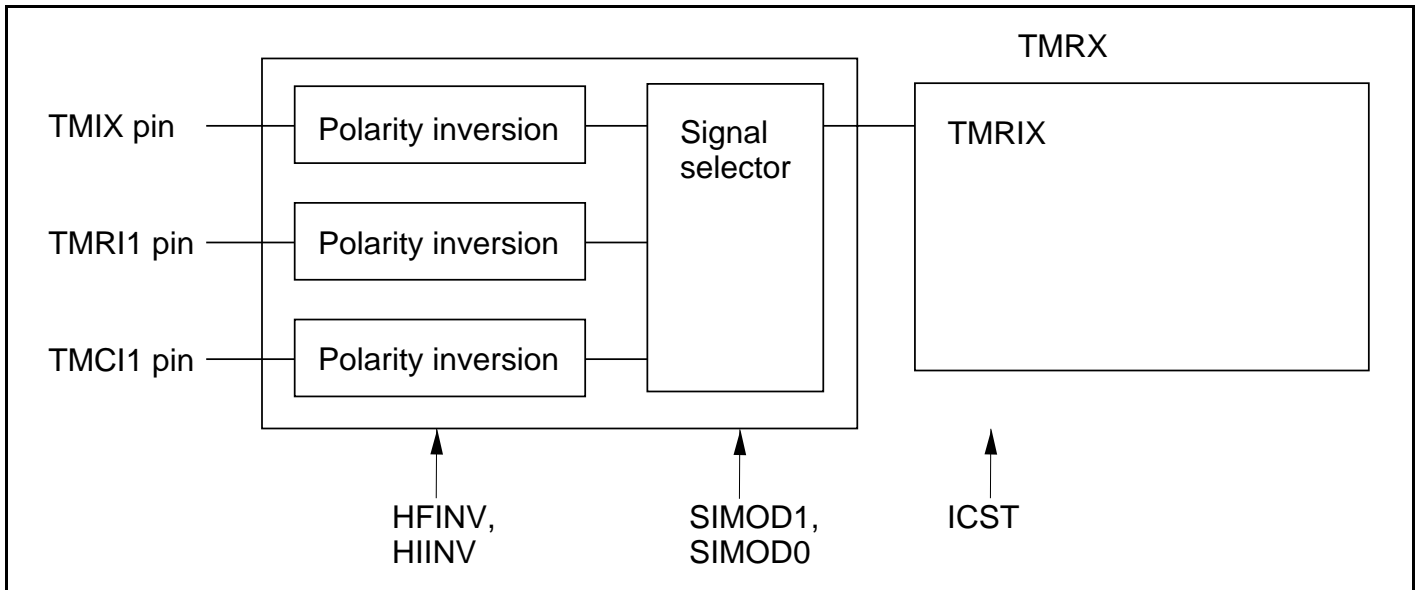 TMRX
TMIX pin
Polarity inversion
Signal
selector
TMRIX
TMRI1 pin
Polarity inversion
TMCI1 pin
Polarity inversion
HFINV,
HIINV
SIMOD1,
SIMOD0
ICST